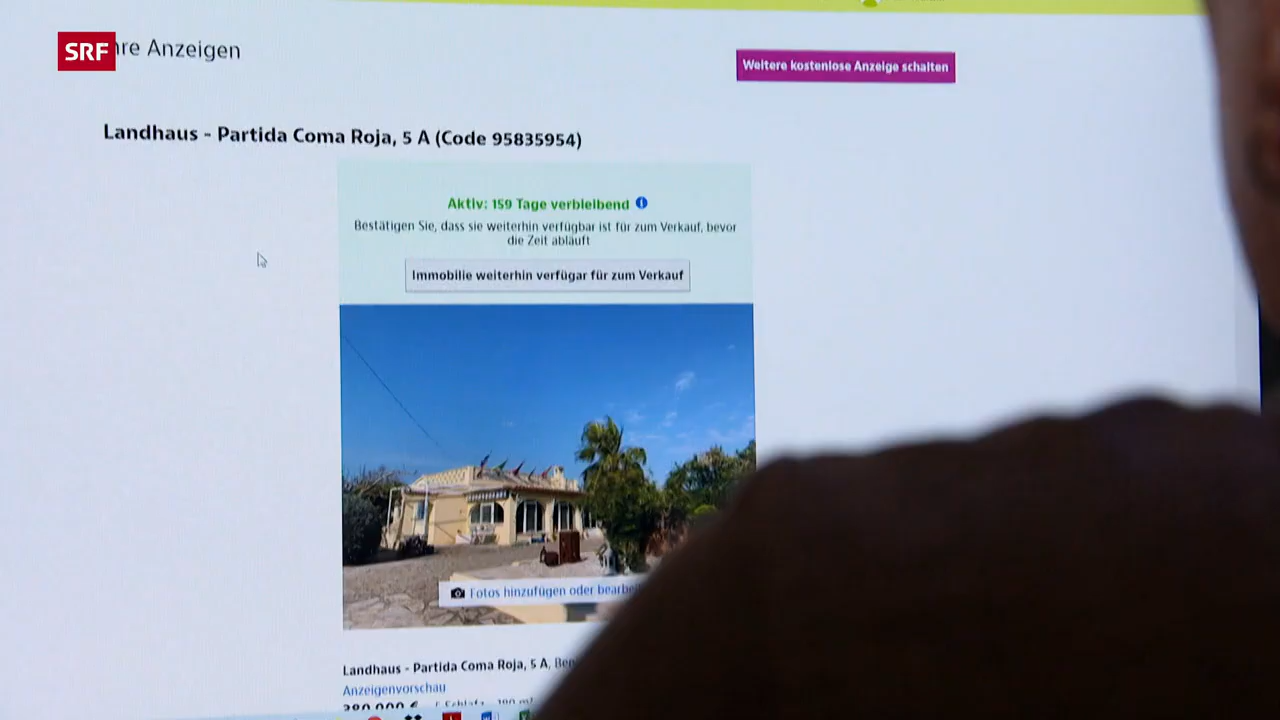 SRF
hre Anzeigen
Weitere kostenlose Anzeige schalten
Landhaus - Partida Coma Roja, 5 A (Code 95835954)
Aktiv: 159 Tage verbleibend
Bestätigen Sie, dass sie weiterhin verfügbar ist für zum Verkauf, bevor
die Zeit abläuft
Immobilie weiterhin verfügar für zum Verkauf
Fotos hinzufügen oder bearbei
Landhaus - Partida Coma Roja, 5 A,
Anzeigenvorschau